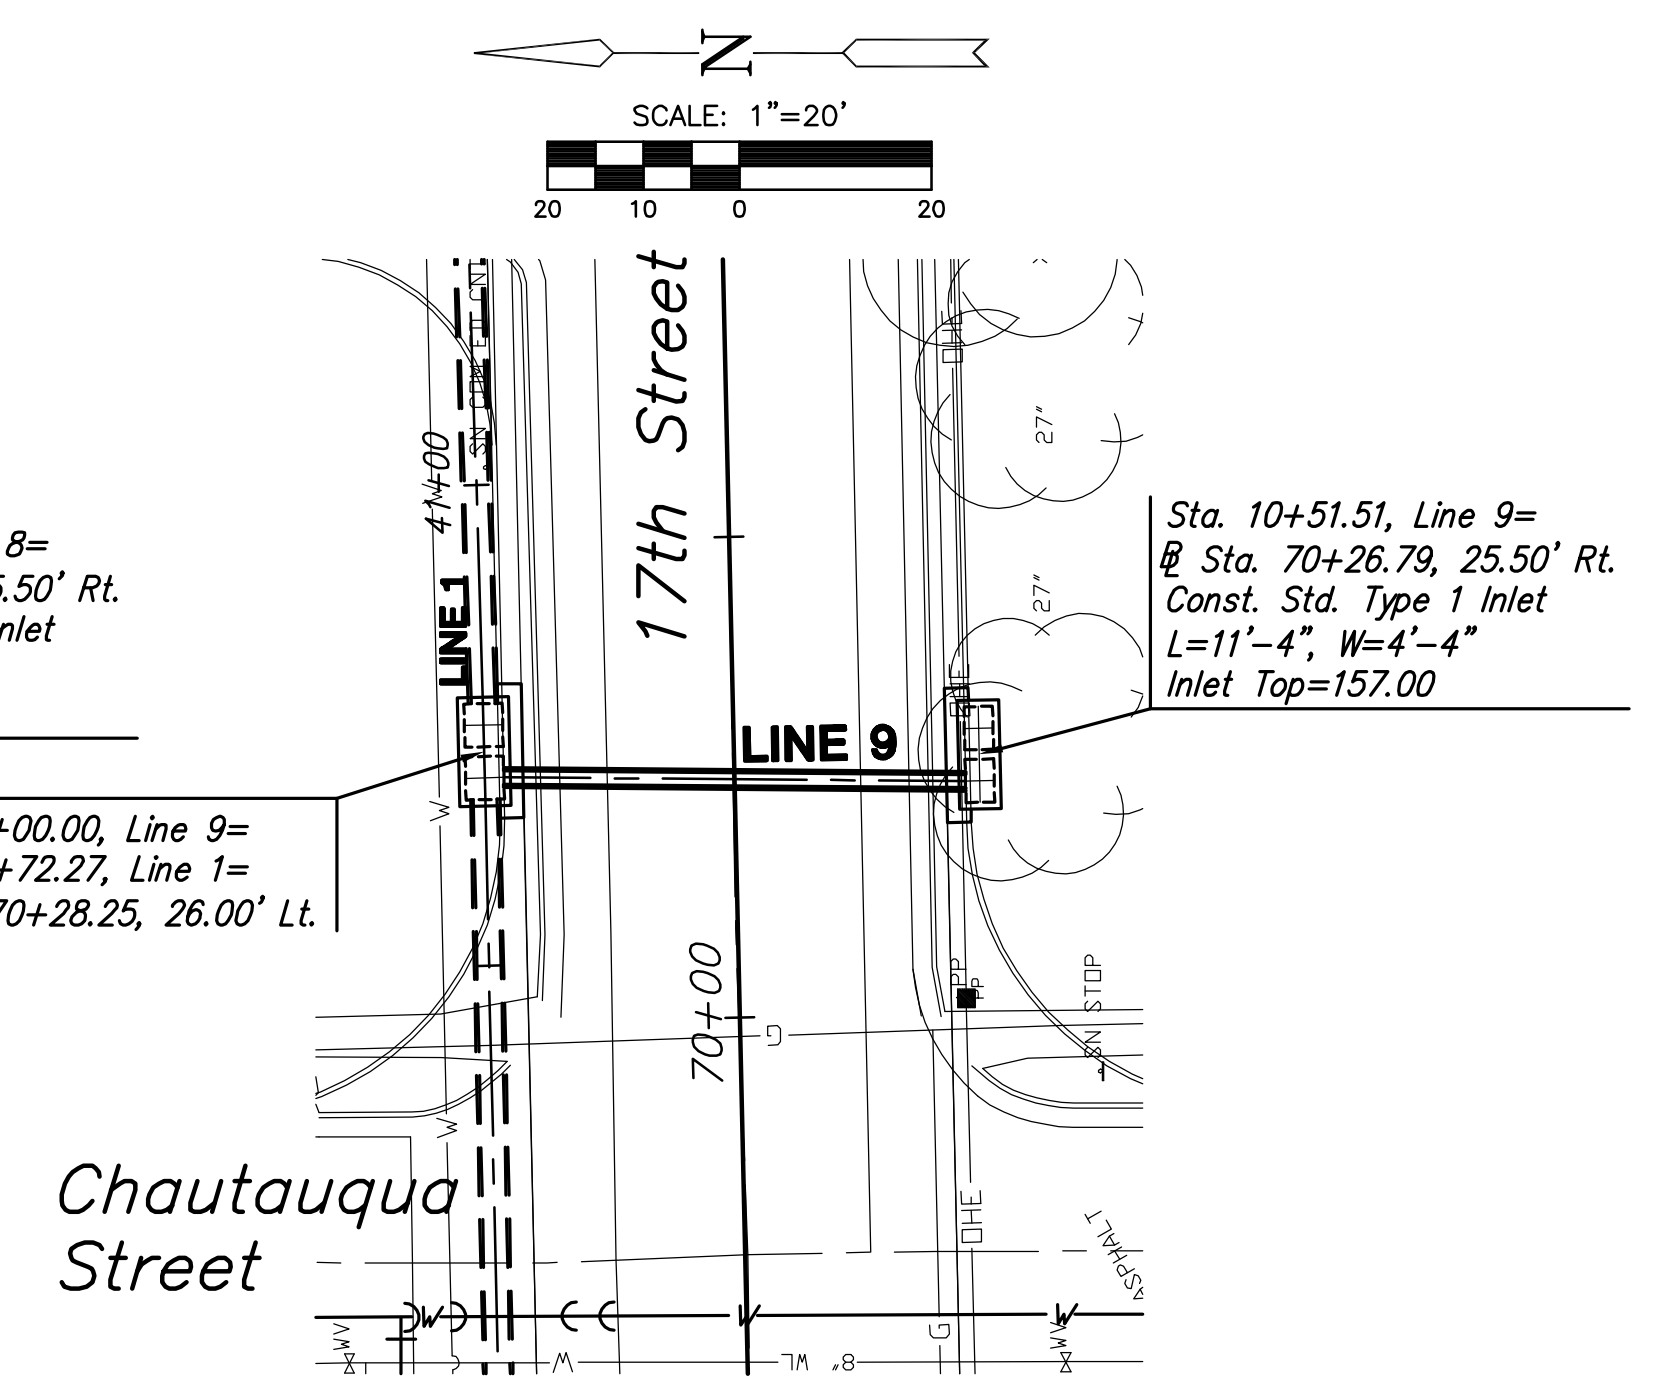 N
SCALE: 1"=20'
20 10 0 20
17th Street
41+00
LINE 1
27"
27"
8=
5.50' Rt.
nlet
Sta. 10+51.51, Line 9=
Sta. 70+26.79, 25.50' Rt.
Const. Std. Type 1 Inlet
L=11'-4", W=4'-4"
Inlet Top=157.00
LINE 9
W
+00.00, Line 9=
+72.27, Line 1=
70+28.25, 26.00' Lt.
70+00
PP
PP
SN STOP
G
W
Chautauqua
Street
OHE
ASPHALT
W
W
W
G
WV
WV
W
8" WL